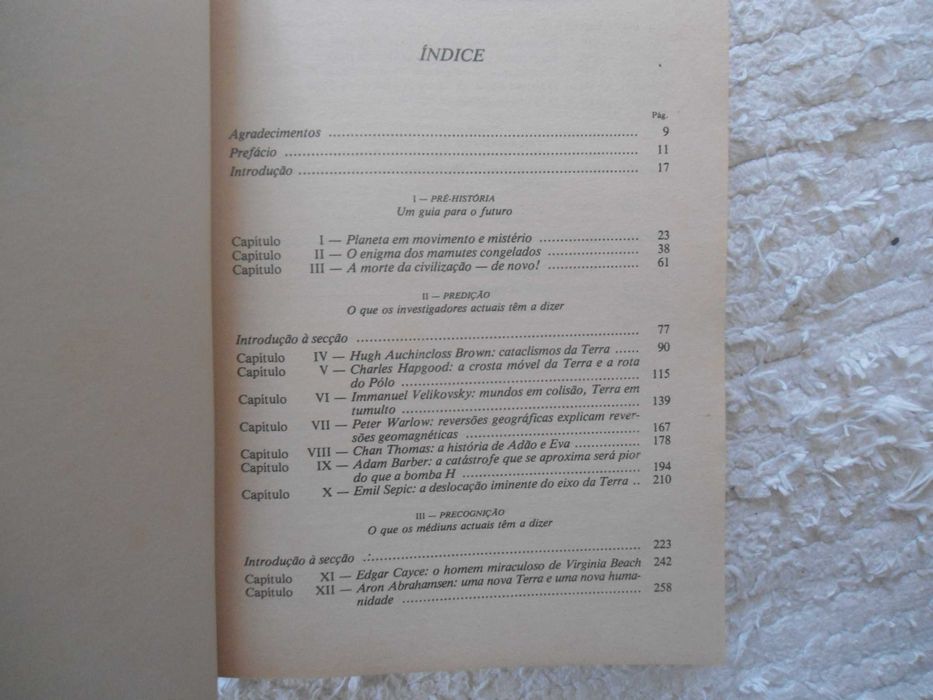 ÍNDICE
Pág.
Agradecimentos ........ 9
Prefácio ........ 11
Introdução ........ 17
I — PRÉ-HISTÓRIA
Um guia para o futuro
Capítulo I — Planeta em movimento e mistério ........ 23
Capítulo II — O enigma dos mamutes congelados ........ 38
Capítulo III — A morte da civilização — de novo! ........ 61
II — PREDIÇÃO
O que os investigadores actuais têm a dizer
Introdução à secção ........ 77
Capítulo IV — Hugh Auchincloss Brown: cataclismos da Terra ...... 90
Capítulo V — Charles Hapgood: a crosta móvel da Terra e a rota
do Pólo ........ 115
Capítulo VI — Immanuel Velikovsky: mundos em colisão, Terra em
tumulto ........ 139
Capítulo VII — Peter Warlow: reversões geográficas explicam rever-
sões geomagnéticas ........ 167
Capítulo VIII — Chan Thomas: a história de Adão e Eva ........ 178
Capítulo IX — Adam Barber: a catástrofe que se aproxima será pior
do que a bomba H ........ 194
Capítulo X — Emil Sepic: a deslocação iminente do eixo da Terra .. 210
III — PRECOGNIÇÃO
O que os médiuns actuais têm a dizer
Introdução à secção ........ 223
Capítulo XI — Edgar Cayce: o homem miraculoso de Virginia Beach 242
Capítulo XII — Aron Abrahamsen: uma nova Terra e uma nova huma-
nidade ........ 258